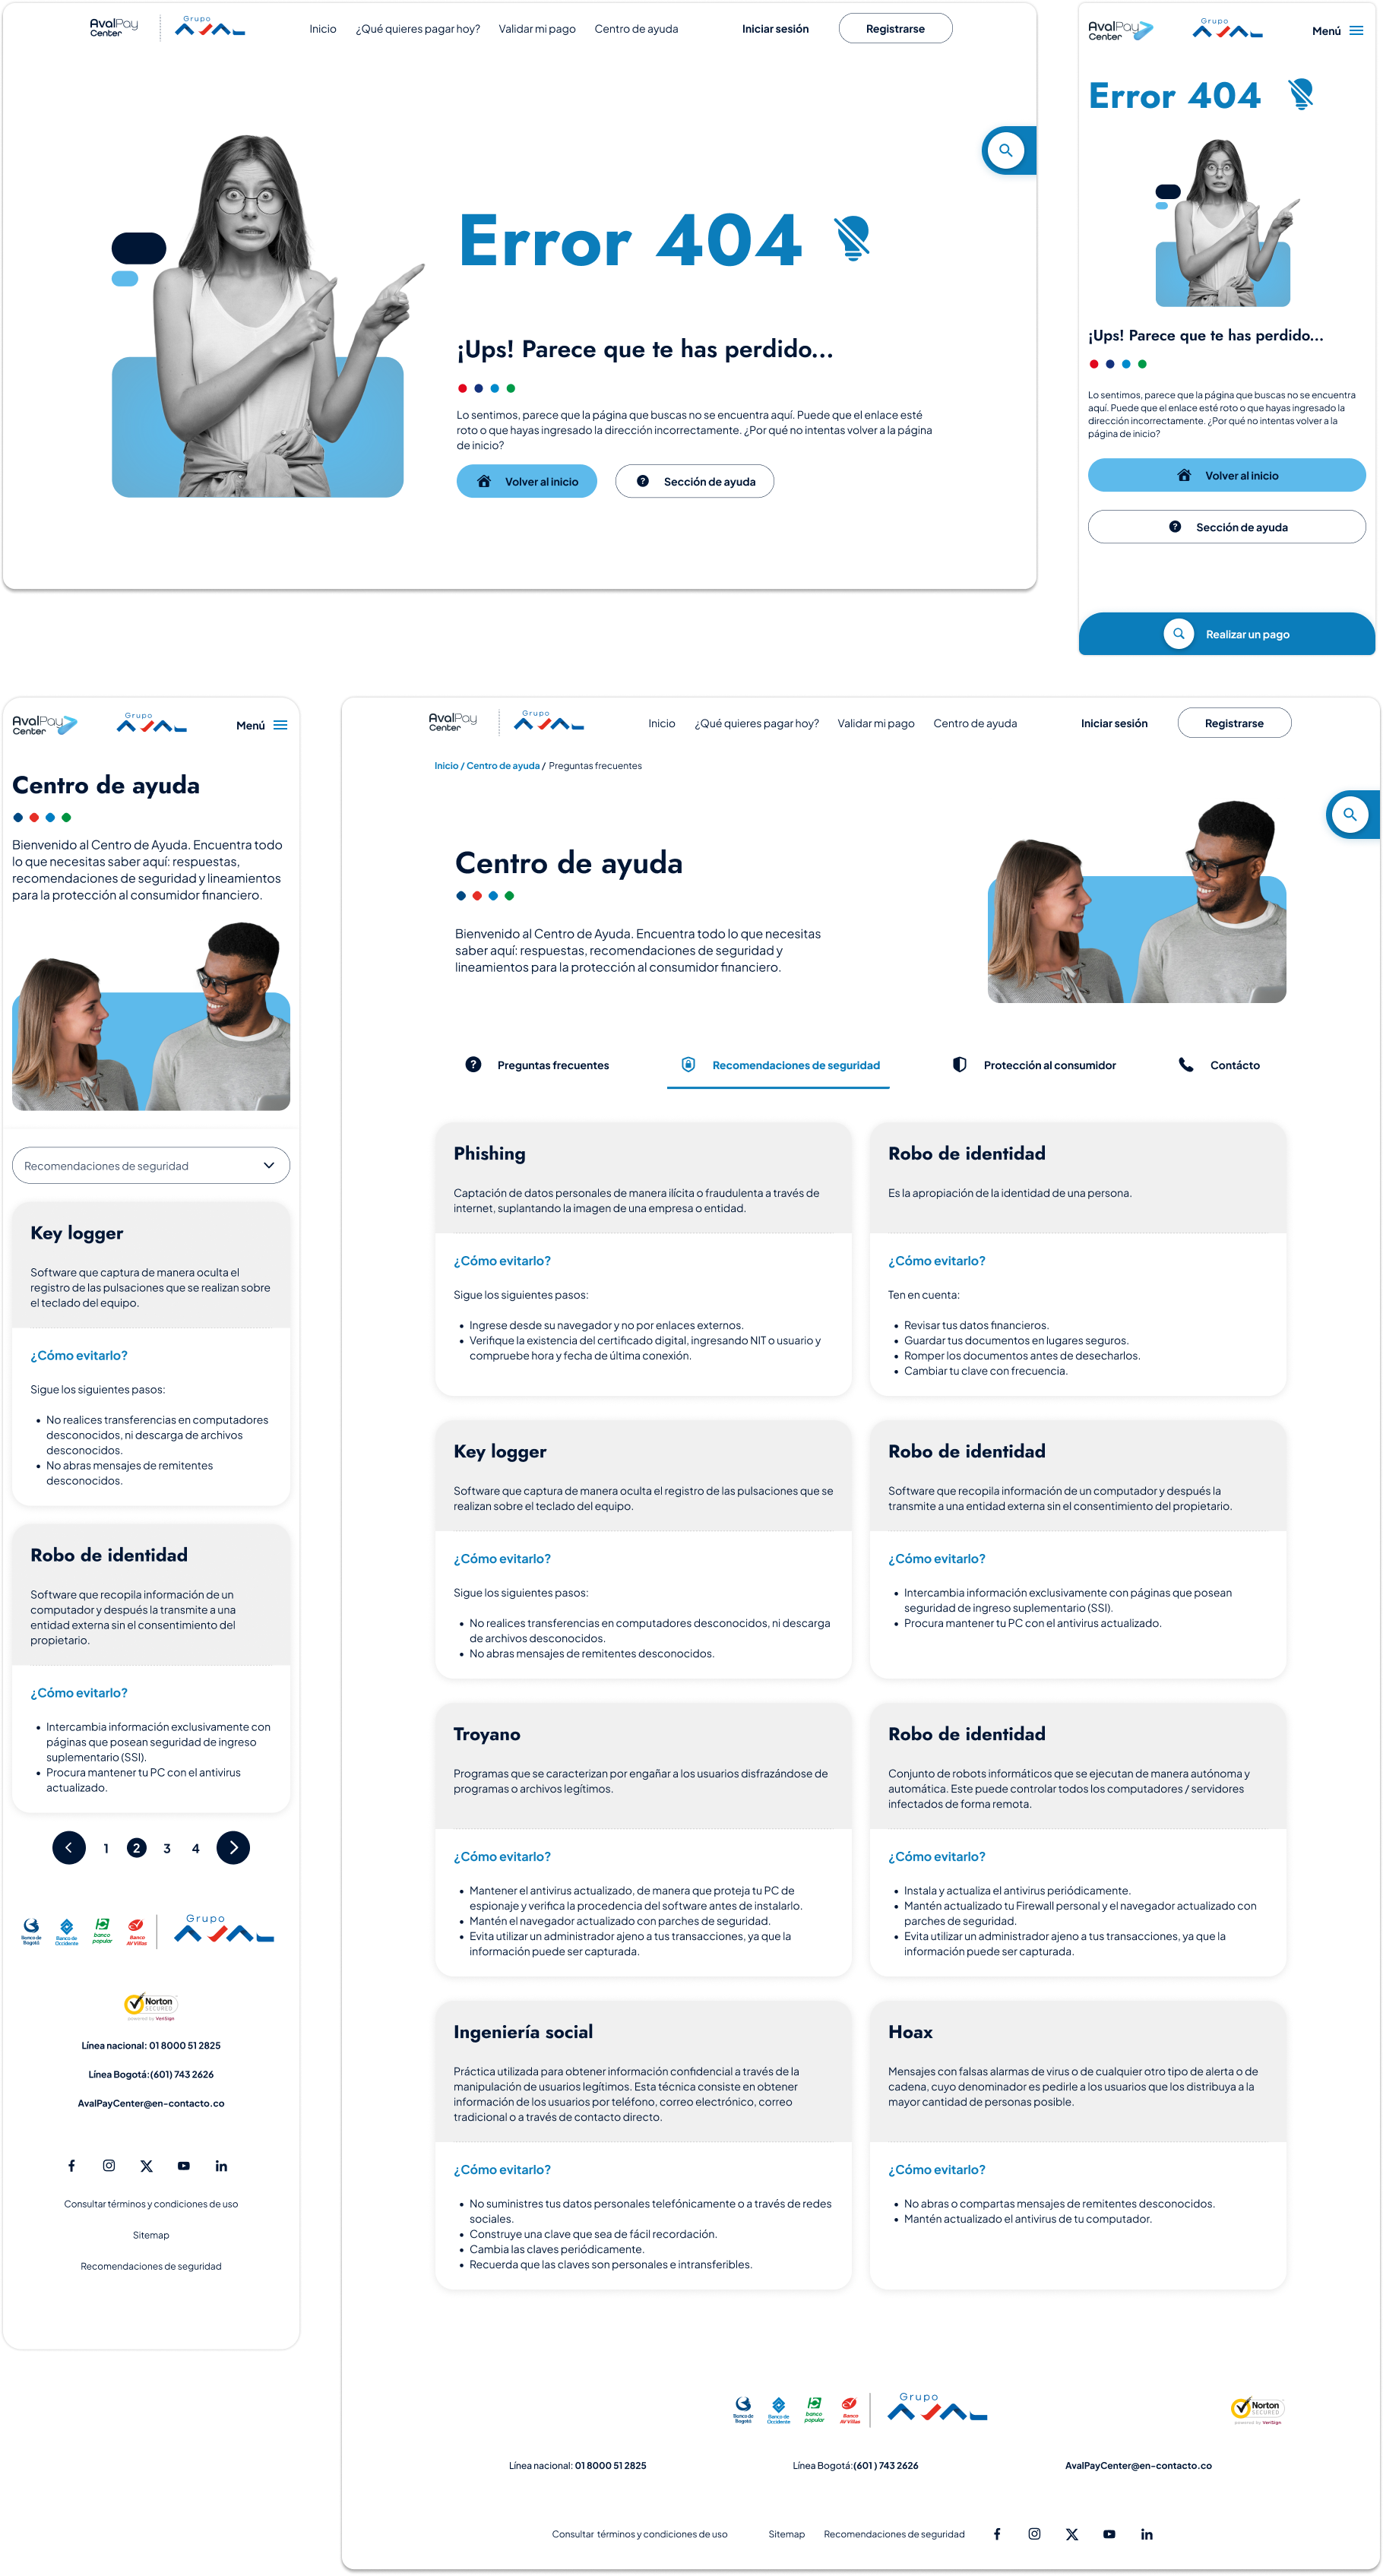 AvalPay
Center
Grupo
AVAL
Inicio
¿Qué quieres pagar hoy?
Validar mi pago
Centro de ayuda
Iniciar sesión
Registrarse
Error 404
¡Ups! Parece que te has perdido...
Lo sentimos, parece que la página que buscas no se encuentra aquí. Puede que el enlace esté
roto o que hayas ingresado la dirección incorrectamente. ¿Por qué no intentas volver a la página
de inicio?
Volver al inicio
Sección de ayuda
AvalPay
Center
Grupo
AVAL
Menú
Error 404
¡Ups! Parece que te has perdido...
Lo sentimos, parece que la página que buscas no se encuentra
aquí. Puede que el enlace esté roto o que hayas ingresado la
dirección incorrectamente. ¿Por qué no intentas volver a la
página de inicio?
Volver al inicio
Sección de ayuda
Realizar un pago
AvalPay
Center
Grupo
AVAL
Menú
Centro de ayuda
Bienvenido al Centro de Ayuda. Encuentra todo
lo que necesitas saber aquí: respuestas,
recomendaciones de seguridad y lineamientos
para la protección al consumidor financiero.
Recomendaciones de seguridad
Key logger
Software que captura de manera oculta el
registro de las pulsaciones que se realizan sobre
el teclado del equipo.
¿Cómo evitarlo?
Sigue los siguientes pasos:
• No realices transferencias en computadores
desconocidos, ni descarga de archivos
desconocidos.
• No abras mensajes de remitentes
desconocidos.
Robo de identidad
Software que recopila información de un
computador y después la transmite a una
entidad externa sin el consentimiento del
propietario.
¿Cómo evitarlo?
• Intercambia información exclusivamente con
páginas que posean seguridad de ingreso
suplementario (SSI).
• Procura mantener tu PC con el antivirus
actualizado.
1 2 3 4
Banco de
Bogotá
Banco de
Occidente
banco
popular
Banco
AV Villas
Grupo
AVAL
Norton
SECURED
powered by VeriSign
Línea nacional: 01 8000 51 2825
Línea Bogotá:(601) 743 2626
AvalPayCenter@en-contacto.co
Consultar términos y condiciones de uso
Sitemap
Recomendaciones de seguridad
AvalPay
Center
Grupo
AVAL
Inicio
¿Qué quieres pagar hoy?
Validar mi pago
Centro de ayuda
Iniciar sesión
Registrarse
Inicio / Centro de ayuda / Preguntas frecuentes
Centro de ayuda
Bienvenido al Centro de Ayuda. Encuentra todo lo que necesitas
saber aquí: respuestas, recomendaciones de seguridad y
lineamientos para la protección al consumidor financiero.
Preguntas frecuentes
Recomendaciones de seguridad
Protección al consumidor
Contácto
Phishing
Captación de datos personales de manera ilícita o fraudulenta a través de
internet, suplantando la imagen de una empresa o entidad.
¿Cómo evitarlo?
Sigue los siguientes pasos:
• Ingrese desde su navegador y no por enlaces externos.
• Verifique la existencia del certificado digital, ingresando NIT o usuario y
compruebe hora y fecha de última conexión.
Robo de identidad
Es la apropiación de la identidad de una persona.
¿Cómo evitarlo?
Ten en cuenta:
• Revisar tus datos financieros.
• Guardar tus documentos en lugares seguros.
• Romper los documentos antes de desecharlos.
• Cambiar tu clave con frecuencia.
Key logger
Software que captura de manera oculta el registro de las pulsaciones que se
realizan sobre el teclado del equipo.
¿Cómo evitarlo?
Sigue los siguientes pasos:
• No realices transferencias en computadores desconocidos, ni descarga
de archivos desconocidos.
• No abras mensajes de remitentes desconocidos.
Robo de identidad
Software que recopila información de un computador y después la
transmite a una entidad externa sin el consentimiento del propietario.
¿Cómo evitarlo?
• Intercambia información exclusivamente con páginas que posean
seguridad de ingreso suplementario (SSI).
• Procura mantener tu PC con el antivirus actualizado.
Troyano
Programas que se caracterizan por engañar a los usuarios disfrazándose de
programas o archivos legítimos.
¿Cómo evitarlo?
• Mantener el antivirus actualizado, de manera que proteja tu PC de
espionaje y verifica la procedencia del software antes de instalarlo.
• Mantén el navegador actualizado con parches de seguridad.
• Evita utilizar un administrador ajeno a tus transacciones, ya que la
información puede ser capturada.
Robo de identidad
Conjunto de robots informáticos que se ejecutan de manera autónoma y
automática. Este puede controlar todos los computadores / servidores
infectados de forma remota.
¿Cómo evitarlo?
• Instala y actualiza el antivirus periódicamente.
• Mantén actualizado tu Firewall personal y el navegador actualizado con
parches de seguridad.
• Evita utilizar un administrador ajeno a tus transacciones, ya que la
información puede ser capturada.
Ingeniería social
Práctica utilizada para obtener información confidencial a través de la
manipulación de usuarios legítimos. Esta técnica consiste en obtener
información de los usuarios por teléfono, correo electrónico, correo
tradicional o a través de contacto directo.
¿Cómo evitarlo?
• No suministres tus datos personales telefónicamente o a través de redes
sociales.
• Construye una clave que sea de fácil recordación.
• Cambia las claves periódicamente.
• Recuerda que las claves son personales e intransferibles.
Hoax
Mensajes con falsas alarmas de virus o de cualquier otro tipo de alerta o de
cadena, cuyo denominador es pedirle a los usuarios que los distribuya a la
mayor cantidad de personas posible.
¿Cómo evitarlo?
• No abras o compartas mensajes de remitentes desconocidos.
• Mantén actualizado el antivirus de tu computador.
Banco de
Bogotá
Banco de
Occidente
banco
popular
Banco
AV Villas
Grupo
AVAL
Norton
SECURED
powered by VeriSign
Línea nacional: 01 8000 51 2825
Línea Bogotá:(601 ) 743 2626
AvalPayCenter@en-contacto.co
Consultar términos y condiciones de uso
Sitemap
Recomendaciones de seguridad